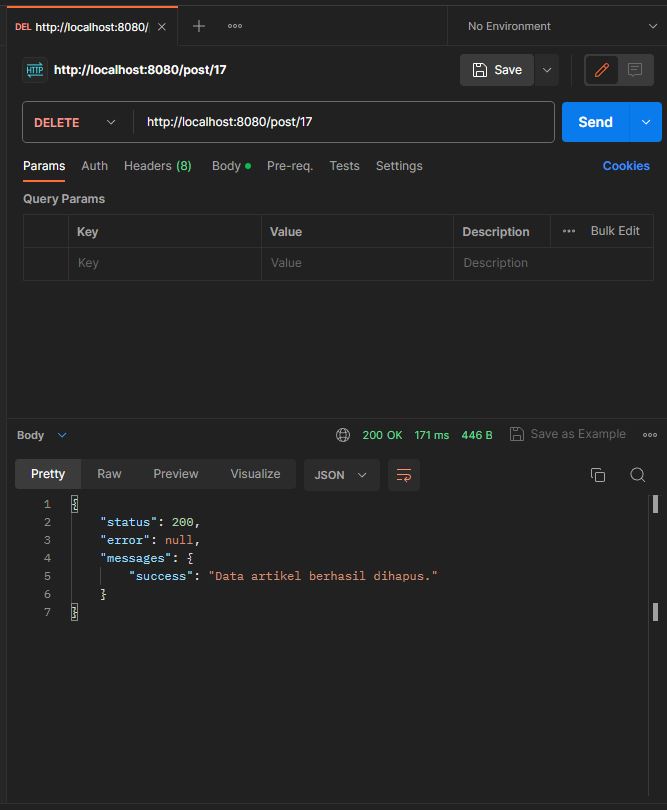 DEL http://localhost:8080/
No Environment
HTTP http://localhost:8080/post/17
Save
DELETE http://localhost:8080/post/17
Send
Params Auth Headers (8) Body Pre-req. Tests Settings Cookies
Query Params
Key Value Description Bulk Edit
Key Value Description
Body 200 OK 171 ms 446 B Save as Example
Pretty Raw Preview Visualize JSON
1 {
2 "status": 200,
3 "error": null,
4 "messages": {
5 "success": "Data artikel berhasil dihapus."
6 }
7 }